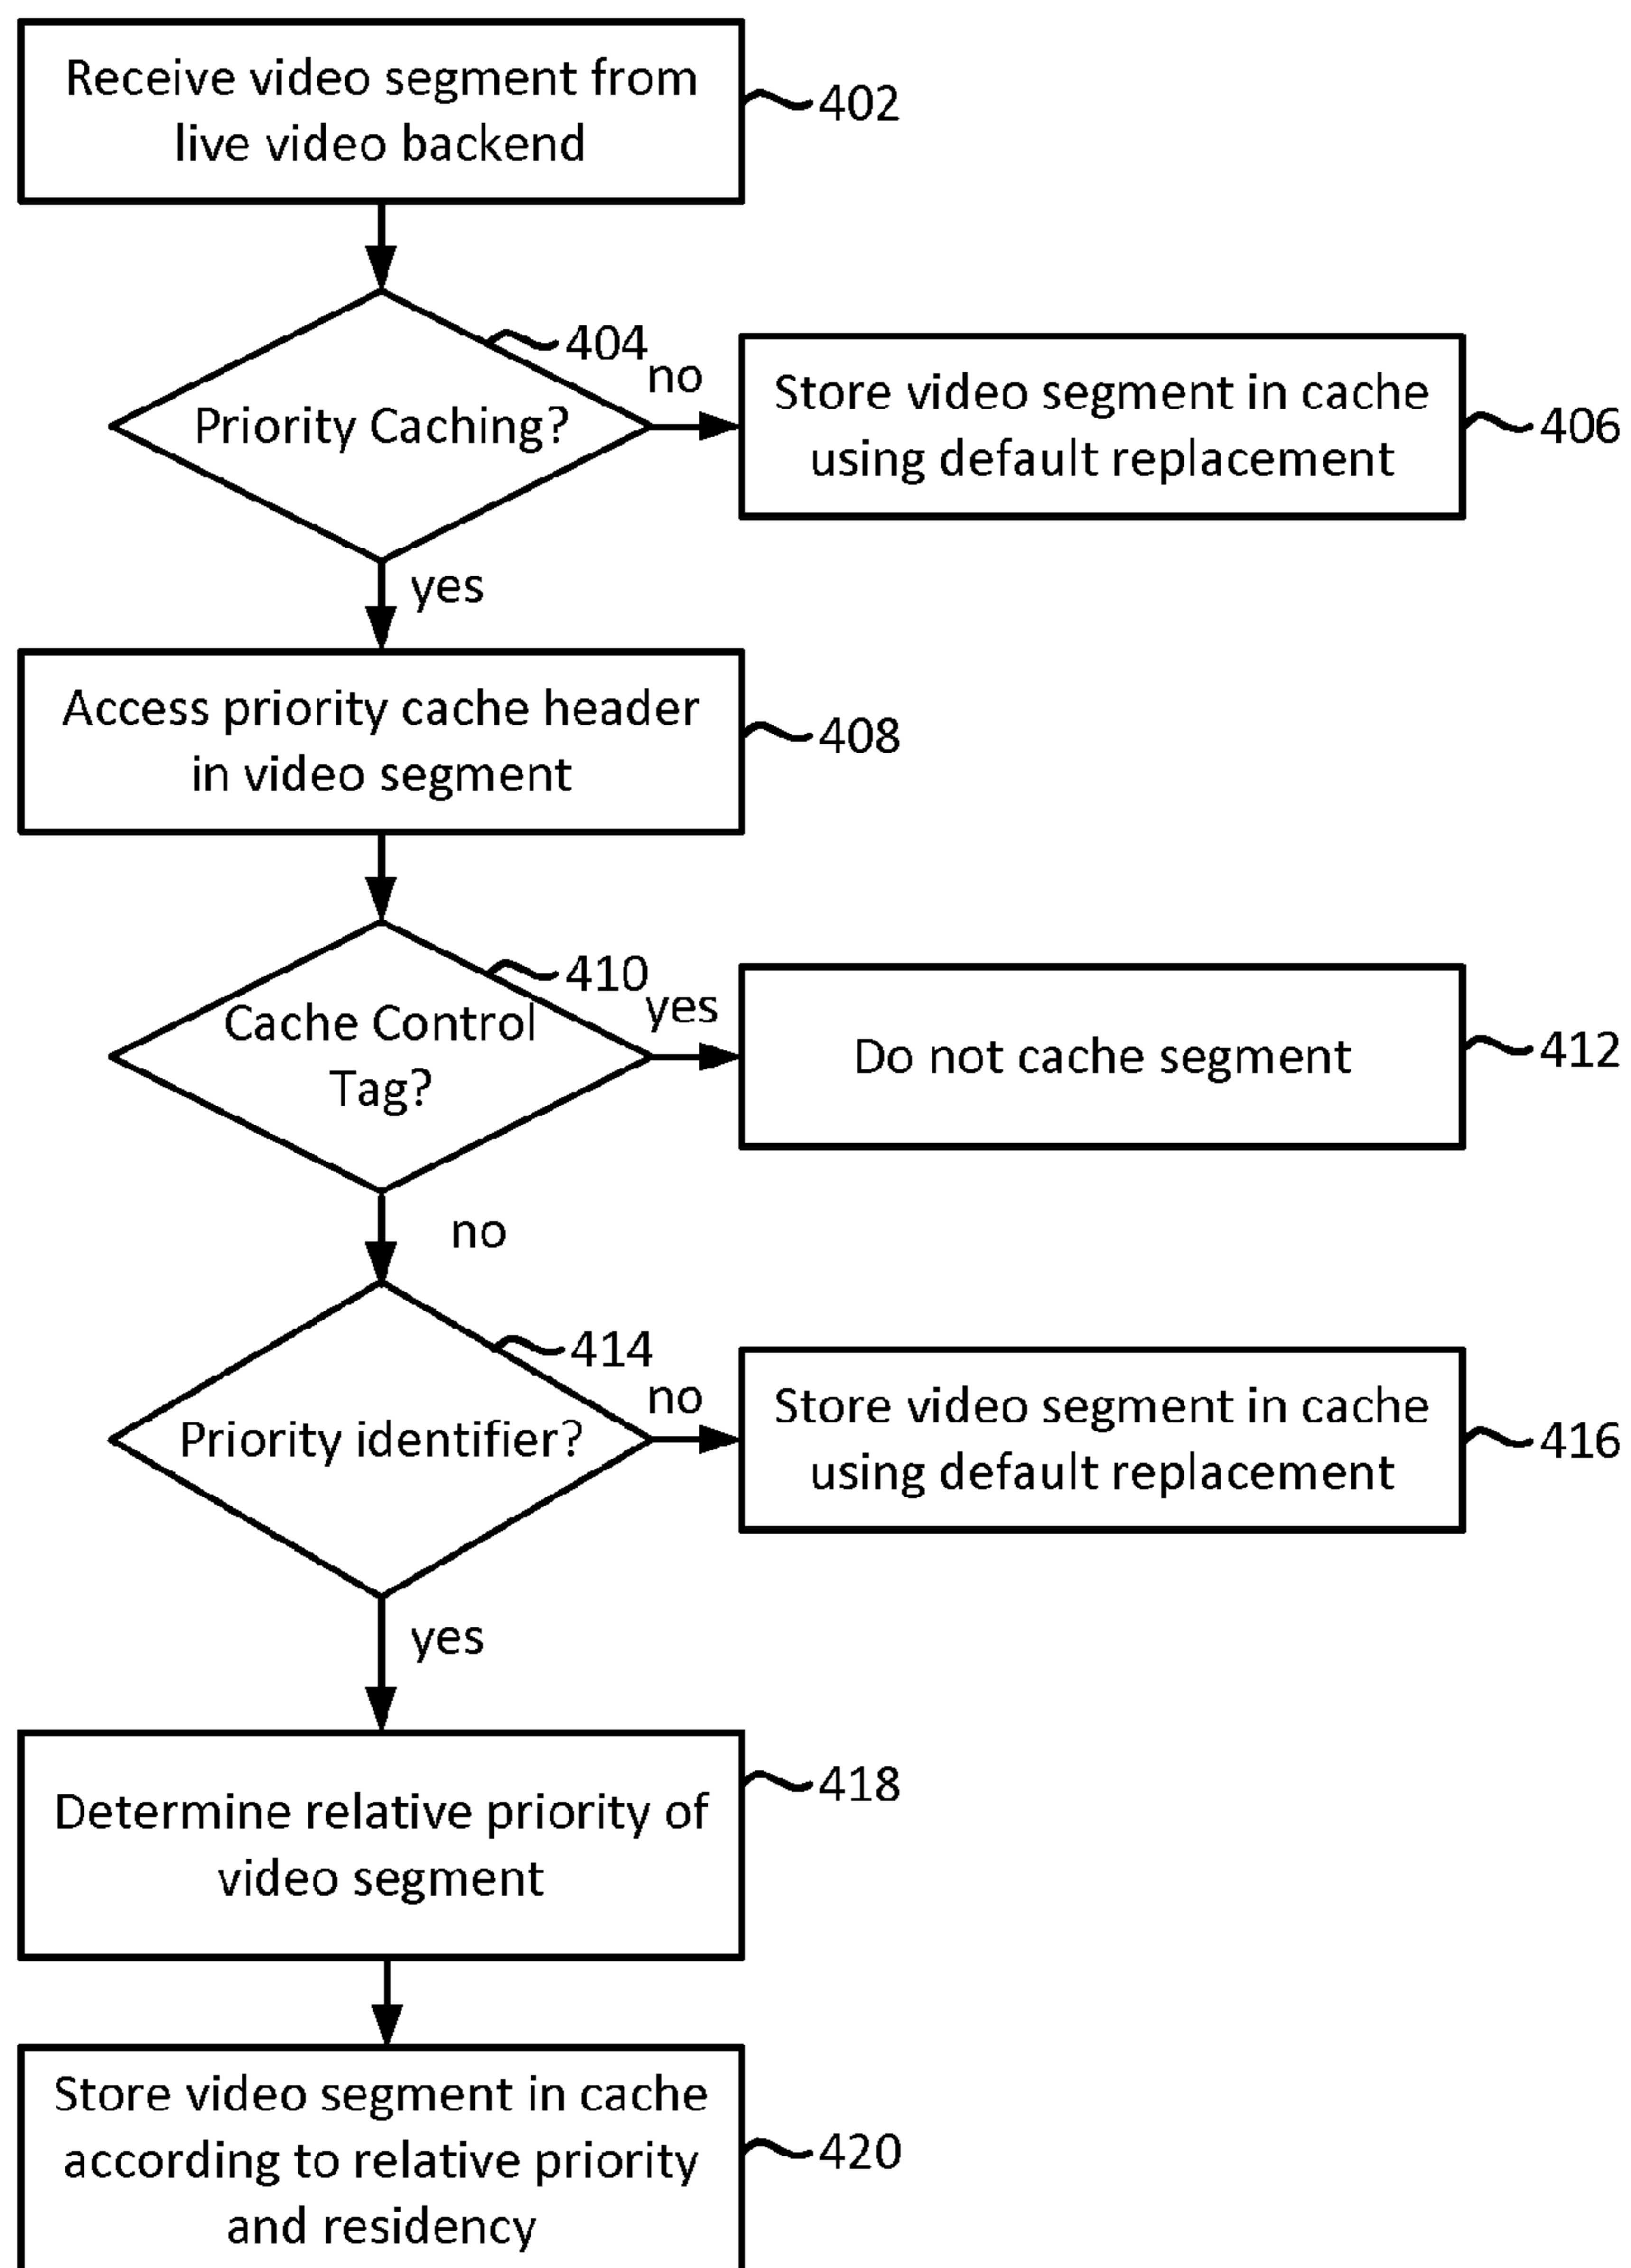 Receive video segment from
live video backend
402
404
Priority Caching?
no
Store video segment in cache
using default replacement
406
yes
Access priority cache header
in video segment
408
410
Cache Control
Tag?
yes
Do not cache segment
412
no
414
Priority identifier?
no
Store video segment in cache
using default replacement
416
yes
Determine relative priority of
video segment
418
Store video segment in cache
according to relative priority
and residency
420